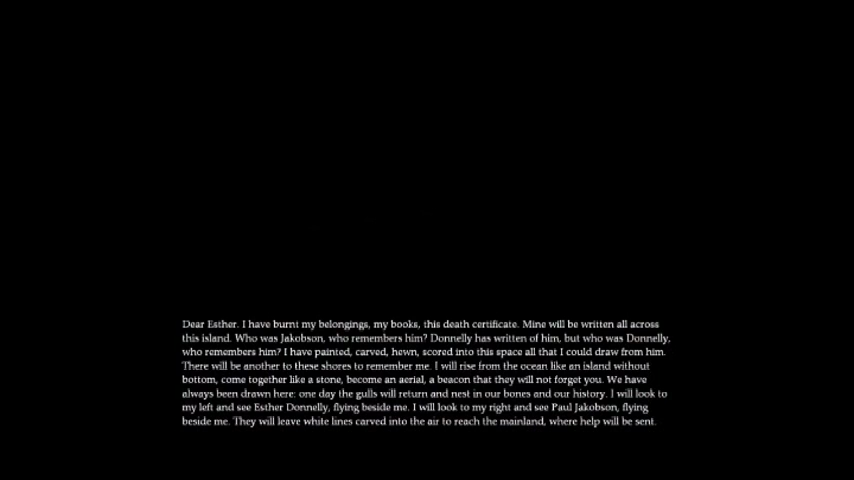 Dear Esther. I have burnt my belongings, my books, this death certificate. Mine will be written all across
this island. Who was Jakobson, who remembers him? Donnelly has written of him, but who was Donnelly,
who remembers him? I have painted, carved, hewn, scored into this space all that I could draw from him.
There will be another to these shores to remember me. I will rise from the ocean like an island without
bottom, come together like a stone, become an aerial, a beacon that they will not forget you. We have
always been drawn here: one day the gulls will return and nest in our bones and our history. I will look to
my left and see Esther Donnelly, flying beside me. I will look to my right and see Paul Jakobson, flying
beside me. They will leave white lines carved into the air to reach the mainland, where help will be sent.